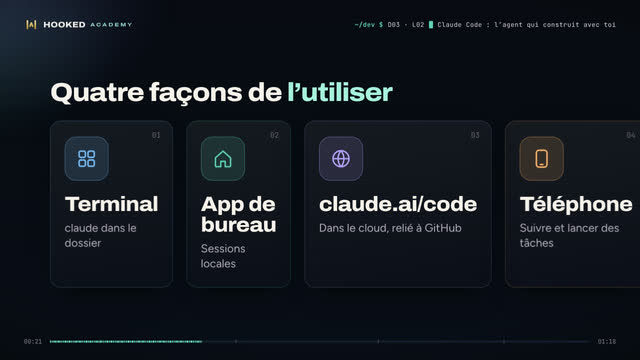 HOOKED ACADEMY
~/dev $ D03 · L02 Claude Code : l'agent qui construit avec toi
Quatre façons de l’utiliser
01
Terminal
claude dans le
dossier
02
App de
bureau
Sessions
locales
03
claude.ai/code
Dans le cloud, relié à GitHub
04
Téléphone
Suivre et lancer des
tâches
00:21
01:18